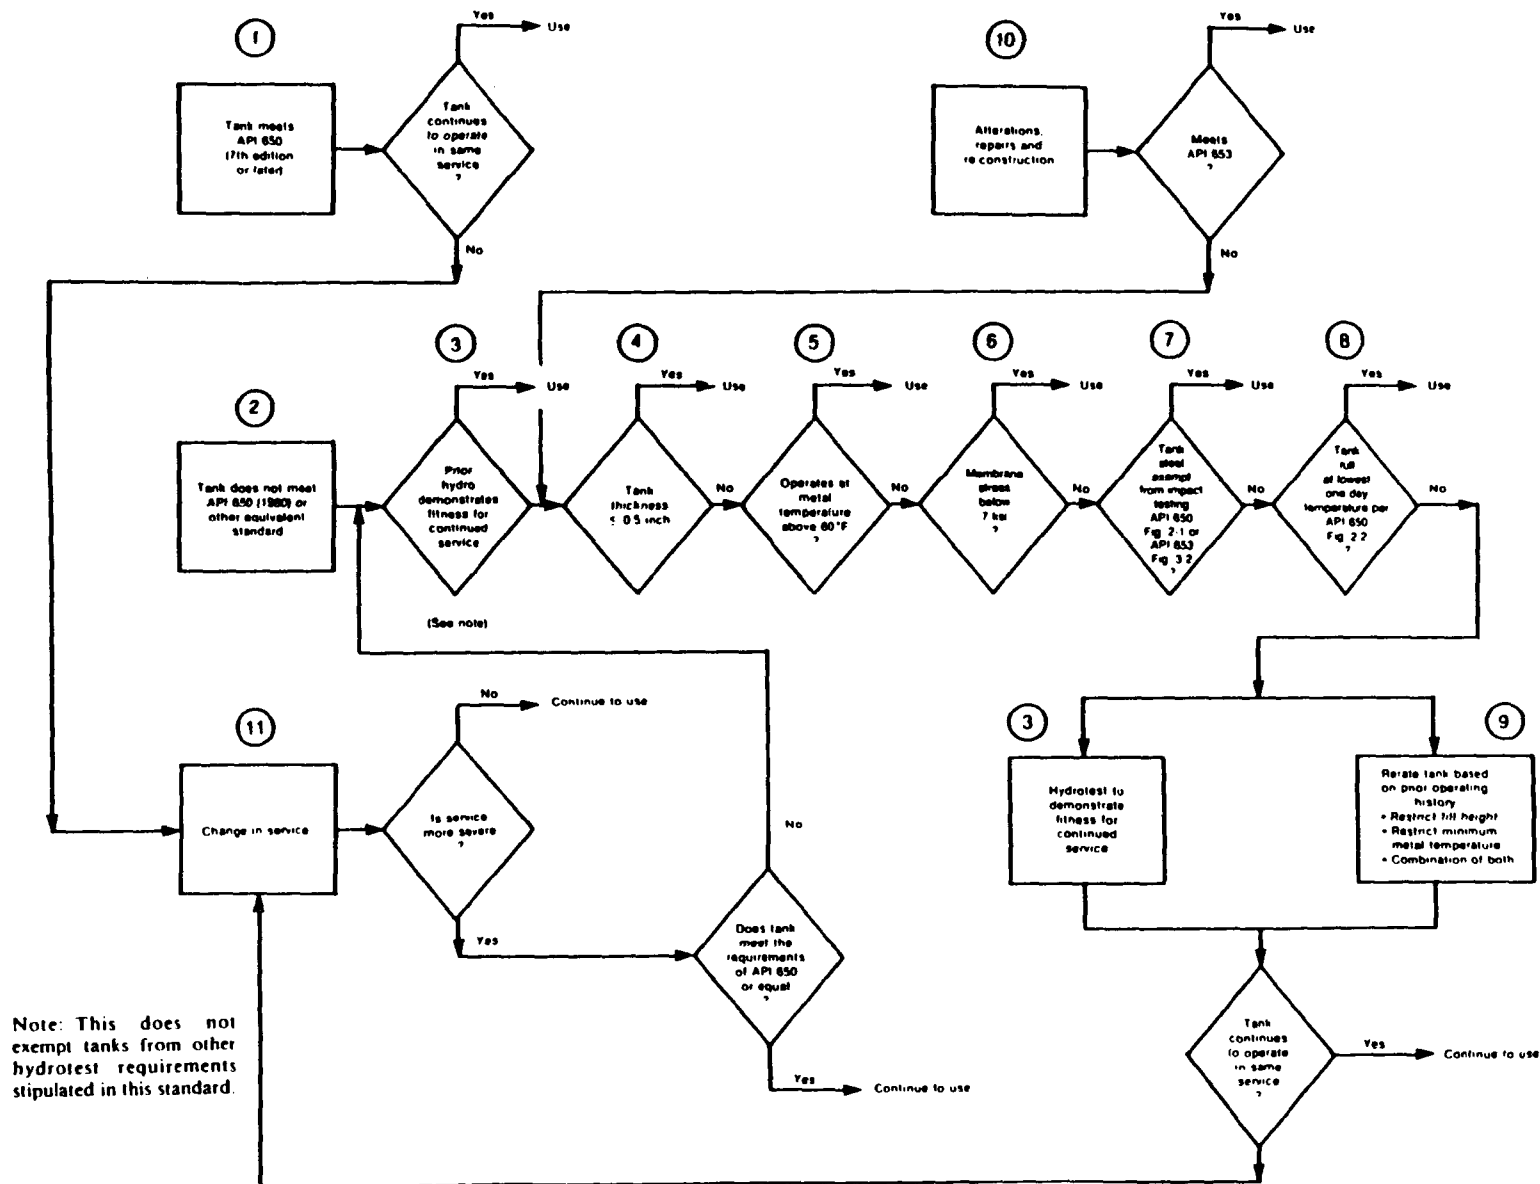 1
Tank meets
API 650
(7th edition
or later)
Tank
continues
to operate
in same
service
?
Yes
Use
No
10
Alterations,
repairs and
re construction
Meets
API 653
?
Yes
Use
No
2
Tank does not meet
API 650 (1980) or
other equivalent
standard
3
Prior
hydro
demonstrates
fitness for
continued
service
Yes
Use
(See note)
4
Tank
thickness
≤ 0.5 inch
Yes
Use
No
5
Operates at
metal
temperature
above 60°F
?
Yes
Use
No
6
Membrane
stress
below
7 ksi
?
Yes
Use
No
7
Tank
steel
exempt
from impact
testing
API 650
Fig. 2-1 or
API 653
Fig. 3.2
?
Yes
Use
No
8
Tank
full
at lowest
one day
temperature per
API 650
Fig. 2.2
?
Yes
Use
No
11
Change in service
Is service
more severe
?
No
Continue to use
Yes
Does tank
meet the
requirements
of API 650
or equal
?
No
Yes
Continue to use
3
Hydrotest to
demonstrate
fitness for
continued
service
9
Rerate tank based
on prior operating
history
• Restrict fill height
• Restrict minimum
metal temperature
• Combination of both
Tank
continues
to operate
in same
service
?
Yes
Continue to use
Note: This does not
exempt tanks from other
hydrotest requirements
stipulated in this standard.